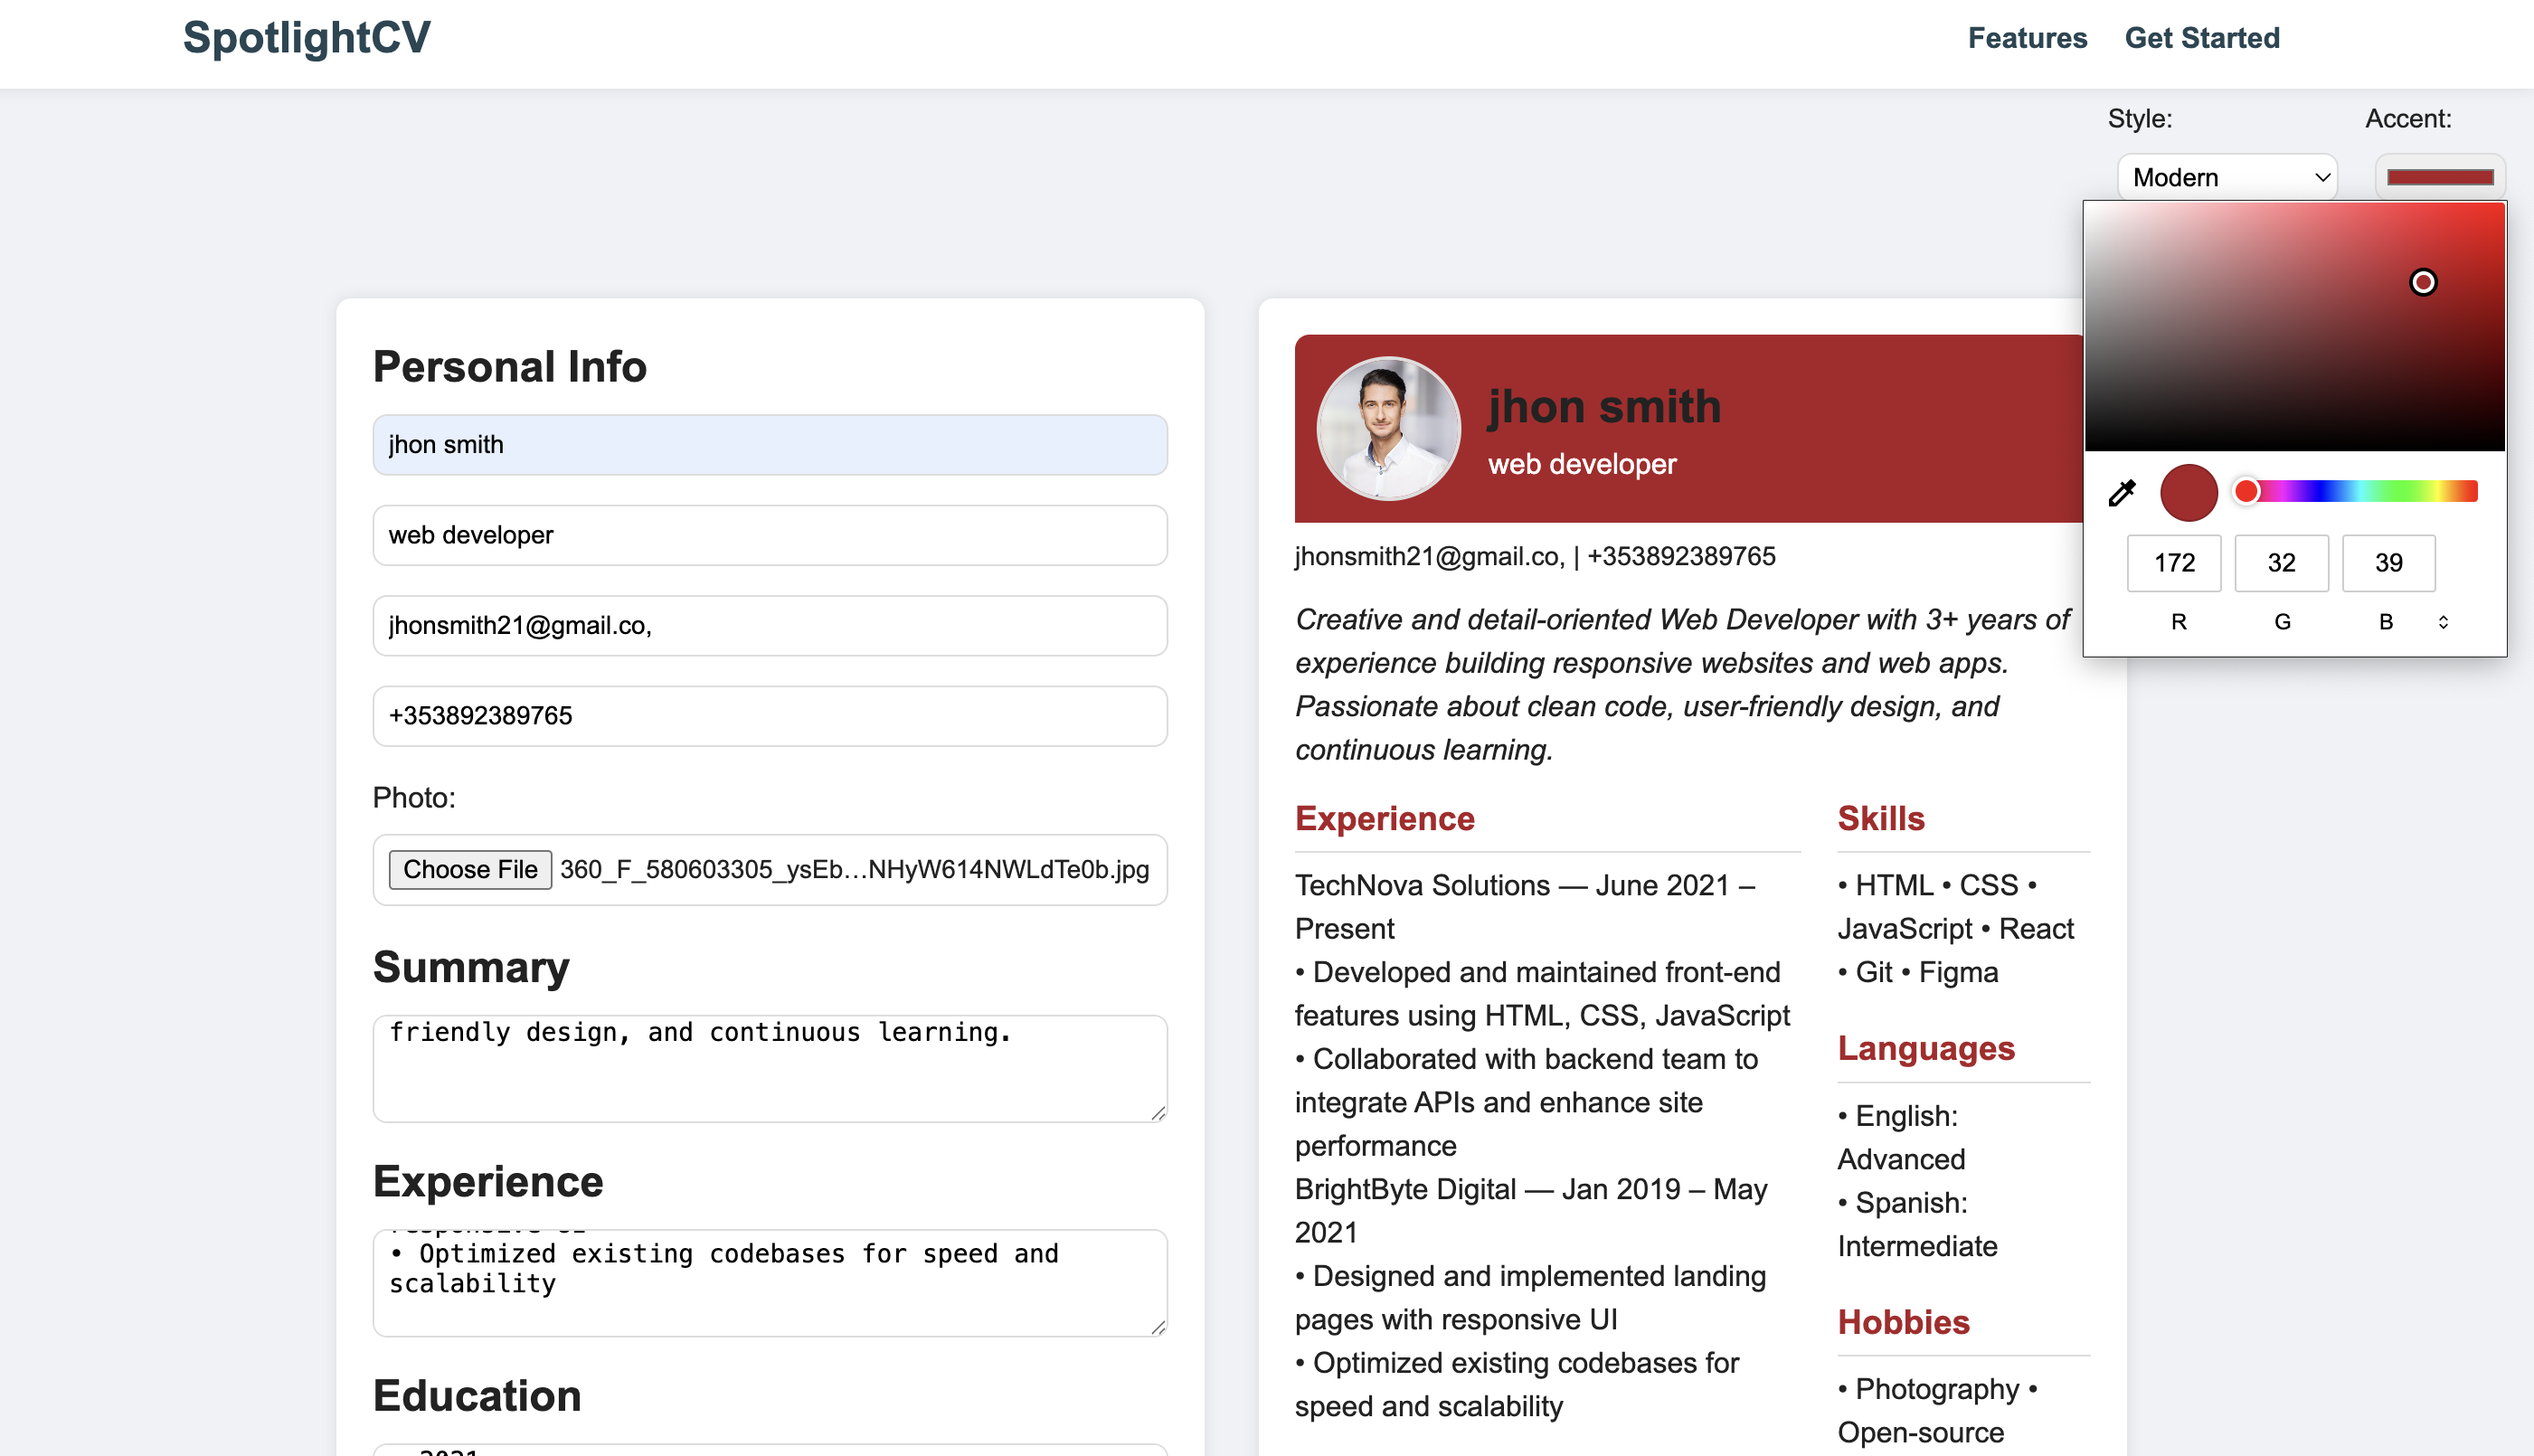 SpotlightCV
Features
Get Started
Style:
Accent:
Modern
172
32
39
R
G
B
Personal Info
jhon smith
web developer
jhonsmith21@gmail.co,
+353892389765
Photo:
Choose File 360_F_580603305_ysEb…NHyW614NWLdTe0b.jpg
Summary
friendly design, and continuous learning.
Experience
• Optimized existing codebases for speed and
scalability
Education
jhon smith
web developer
jhonsmith21@gmail.co, | +353892389765
Creative and detail-oriented Web Developer with 3+ years of
experience building responsive websites and web apps.
Passionate about clean code, user-friendly design, and
continuous learning.
Experience
TechNova Solutions — June 2021 –
Present
• Developed and maintained front-end
features using HTML, CSS, JavaScript
• Collaborated with backend team to
integrate APIs and enhance site
performance
BrightByte Digital — Jan 2019 – May
2021
• Designed and implemented landing
pages with responsive UI
• Optimized existing codebases for
speed and scalability
Skills
• HTML • CSS •
JavaScript • React
• Git • Figma
Languages
• English:
Advanced
• Spanish:
Intermediate
Hobbies
• Photography •
Open-source